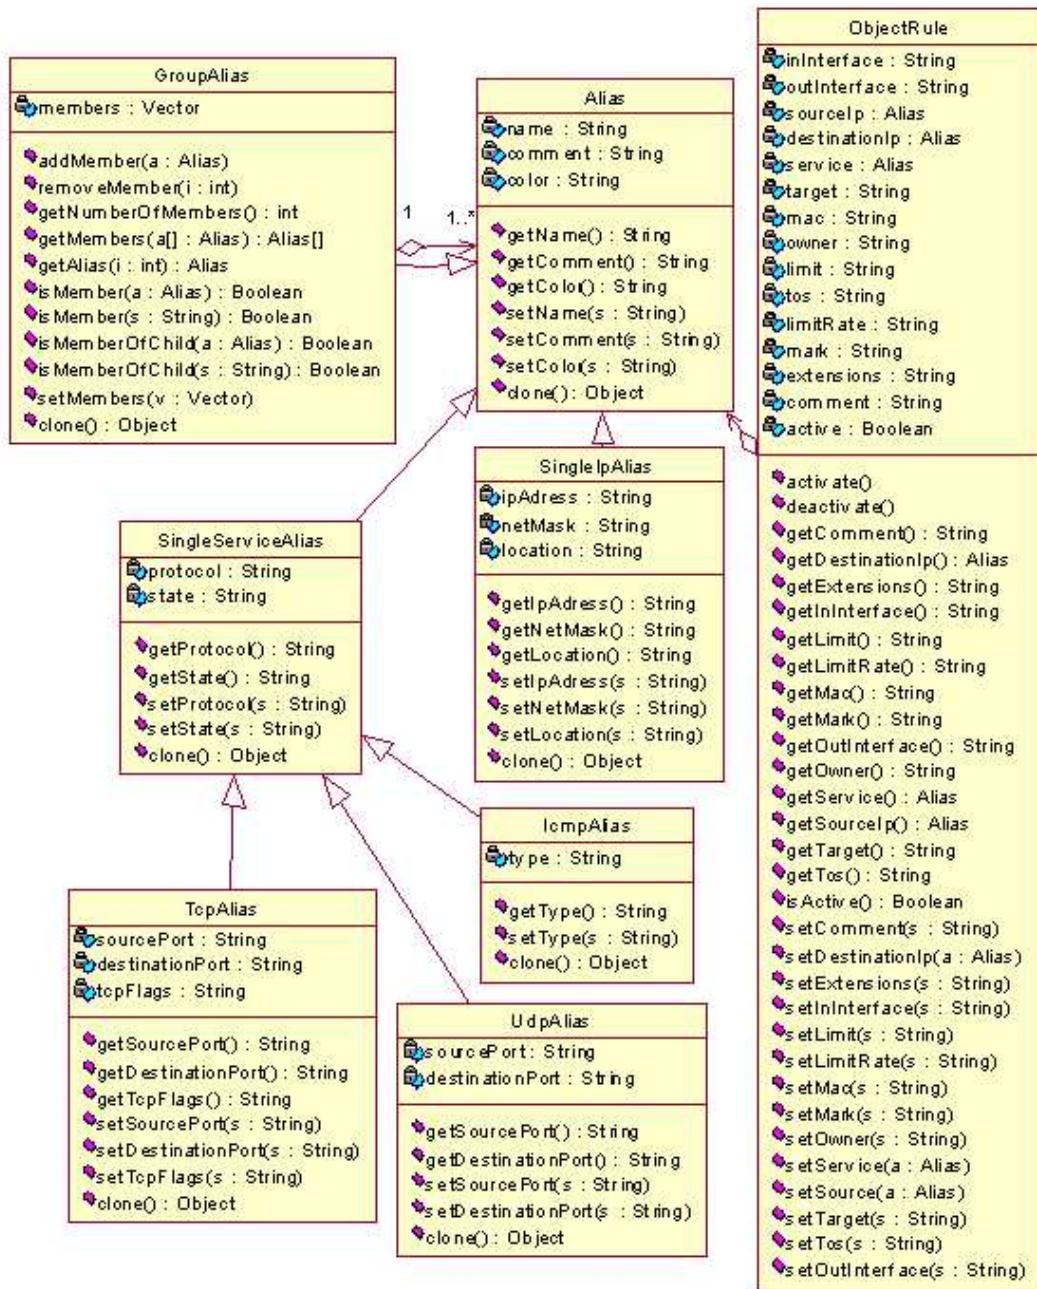 GroupAlias
members : Vector
addMember(a : Alias)
removeMember(i : int)
getNumberOfMembers() : int
getMembers(a[] : Alias) : Alias[]
getAlias(i : int) : Alias
isMember(a : Alias) : Boolean
isMember(s : String) : Boolean
isMemberOfChild(a : Alias) : Boolean
isMemberOfChild(s : String) : Boolean
setMembers(v : Vector)
clone() : Object
1
1..*
Alias
name : String
comment : String
color : String
getName() : String
getComment() : String
getColor() : String
setName(s : String)
setComment(s : String)
setColor(s : String)
clone() : Object
ObjectRule
inInterface : String
outInterface : String
sourceIp : Alias
destinationIp : Alias
service : Alias
target : String
mac : String
owner : String
limit : String
tos : String
limitRate : String
mark : String
extensions : String
comment : String
active : Boolean
activate()
deactivate()
getComment() : String
getDestinationIp() : Alias
getExtensions() : String
getInInterface() : String
getLimit() : String
getLimitRate() : String
getMac() : String
getMark() : String
getOutInterface() : String
getOwner() : String
getService() : Alias
getSourceIp() : Alias
getTarget() : String
getTos() : String
isActive() : Boolean
setComment(s : String)
setDestinationIp(a : Alias)
setExtensions(s : String)
setInInterface(s : String)
setLimit(s : String)
setLimitRate(s : String)
setMac(s : String)
setMark(s : String)
setOwner(s : String)
setService(a : Alias)
setSource(a : Alias)
setTarget(s : String)
setTos(s : String)
setOutInterface(s : String)
SingleServiceAlias
protocol : String
state : String
getProtocol() : String
getState() : String
setProtocol(s : String)
setState(s : String)
clone() : Object
SingleIpAlias
ipAdress : String
netMask : String
location : String
getIpAdress() : String
getNetMask() : String
getLocation() : String
setIpAdress(s : String)
setNetMask(s : String)
setLocation(s : String)
clone() : Object
IcmpAlias
type : String
getType() : String
setType(s : String)
clone() : Object
TcpAlias
sourcePort : String
destinationPort : String
tcpFlags : String
getSourcePort() : String
getDestinationPort() : String
getTcpFlags() : String
setSourcePort(s : String)
setDestinationPort(s : String)
setTcpFlags(s : String)
clone() : Object
UdpAlias
sourcePort : String
destinationPort : String
getSourcePort() : String
getDestinationPort() : String
setSourcePort(s : String)
setDestinationPort(s : String)
clone() : Object